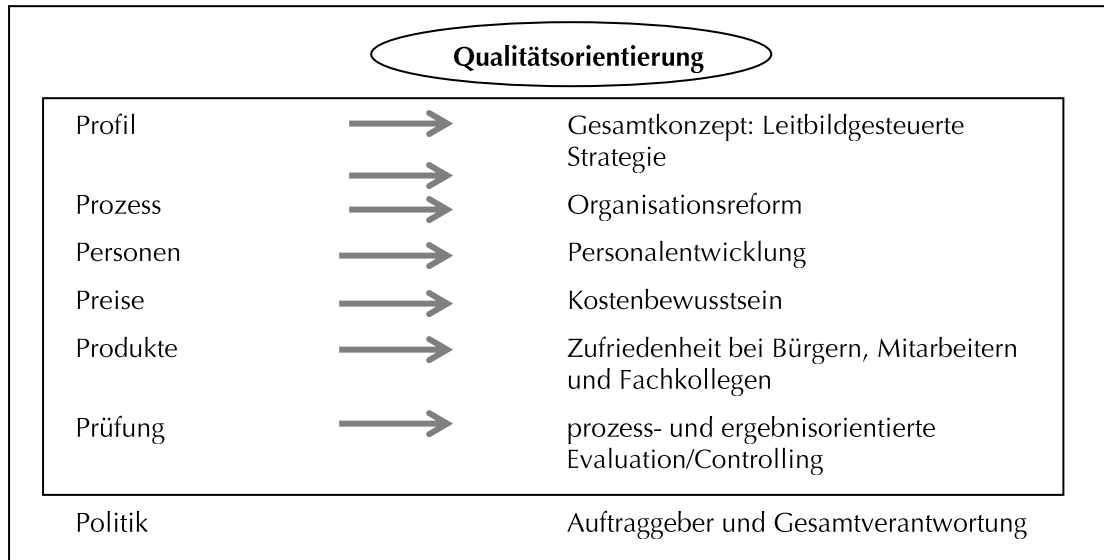 Qualitätsorientierung
Profil Gesamtkonzept: Leitbildgesteuerte
Strategie
Prozess Organisationsreform
Personen Personalentwicklung
Preise Kostenbewusstsein
Produkte Zufriedenheit bei Bürgern, Mitarbeitern
und Fachkollegen
Prüfung prozess- und ergebnisorientierte
Evaluation/Controlling
Politik Auftraggeber und Gesamtverantwortung